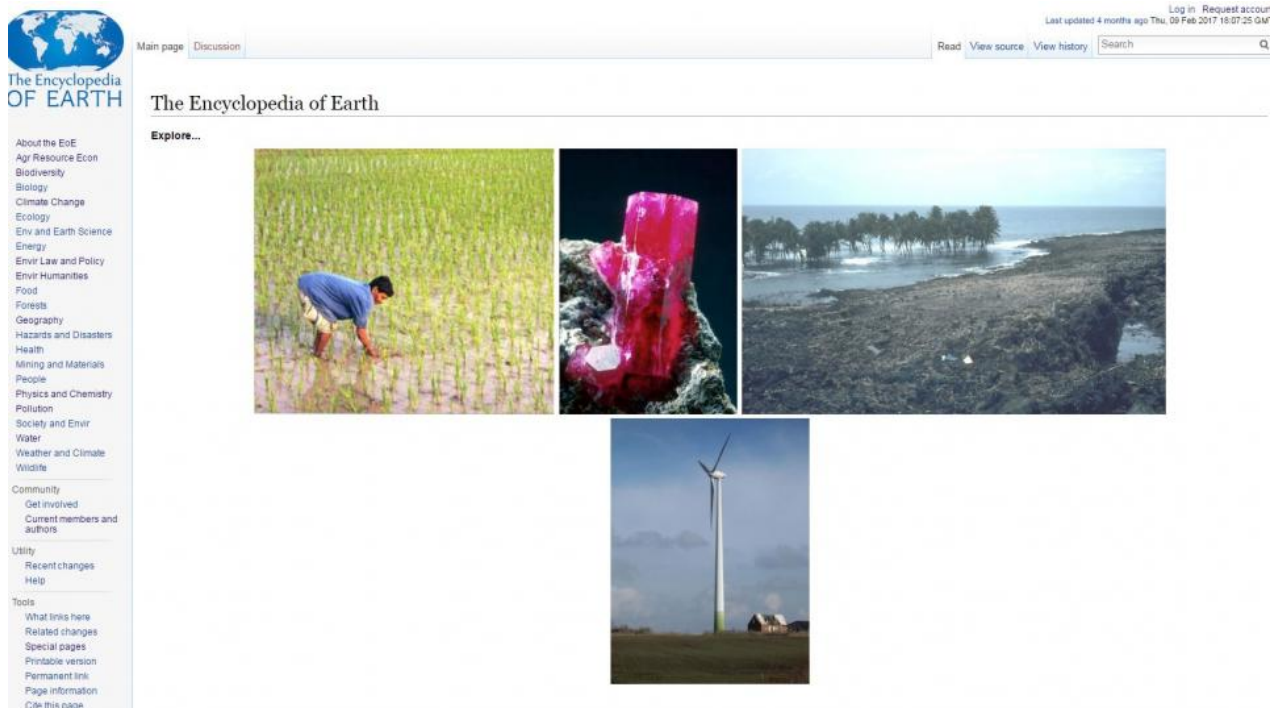 Log in Request accoun
Last updated 4 months ago Thu, 09 Feb 2017 18:07:25 GM
Main page Discussion
Read View source View history Search
The Encyclopedia
OF EARTH
The Encyclopedia of Earth
Explore...
About the EoE
Agr Resource Econ
Biodiversity
Biology
Climate Change
Ecology
Env and Earth Science
Energy
Envir Law and Policy
Envir Humanities
Food
Forests
Geography
Hazards and Disasters
Health
Mining and Materials
People
Physics and Chemistry
Pollution
Society and Envir
Water
Weather and Climate
Wildlife
Community
Get involved
Current members and
authors
Utility
Recent changes
Help
Tools
What links here
Related changes
Special pages
Printable version
Permanent link
Page information
Cite this page